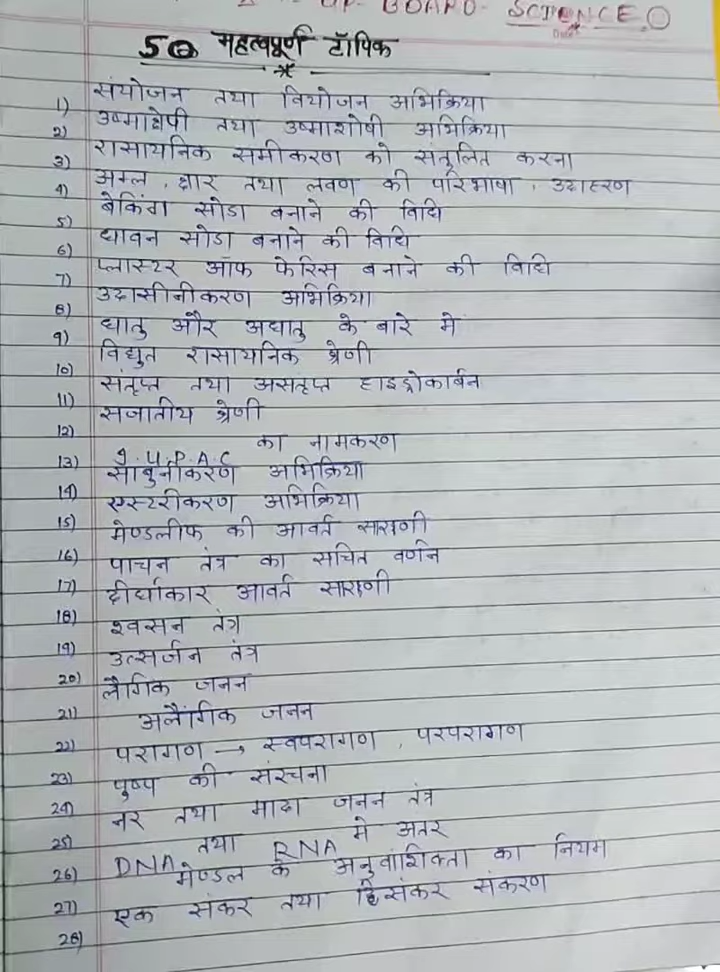 UP BOARD SCIENCE
50 महत्वपूर्ण टॉपिक
1) संयोजन तथा वियोजन अभिक्रिया
2) उष्माक्षेपी तथा उष्माशोषी अभिक्रिया
3) रासायनिक समीकरण को संतुलित करना
4) अम्ल, क्षार तथा लवण की परिभाषा, उदाहरण
5) बेकिंग सोडा बनाने की विधि
6) धावन सोडा बनाने की विधि
7) प्लास्टर ऑफ फेरिस बनाने की विधि
8) उदासीनीकरण अभिक्रिया
9) धातु और अधातु के बारे मे
10) विधुत रासायनिक श्रेणी
11) संतृप्त तथा असतृप्त हाइड्रोकार्बन
12) सजातीय श्रेणी
13) I.U.P.A.C का नामकरण
14) साबुनीकरण अभिक्रिया
15) एस्टरीकरण अभिक्रिया
16) मेण्डलीफ की आवर्त सारणी
17) पाचन तंत्र का सचित वर्णन
18) दीर्घाकार आवर्त सारणी
19) श्वसन तंत्र
20) उत्सर्जन तंत्र
21) लैगिक जनन
22) अलैंगिक जनन
23) परागण → स्वपरागण, परपरागण
24) पुष्प की संरचना
25) नर तथा मादा जनन तंत्र
26) DNA तथा RNA मे अतर
27) मेण्डल के अनुवांशिकता का नियम
28) एक संकर तथा द्विसंकर संकरण